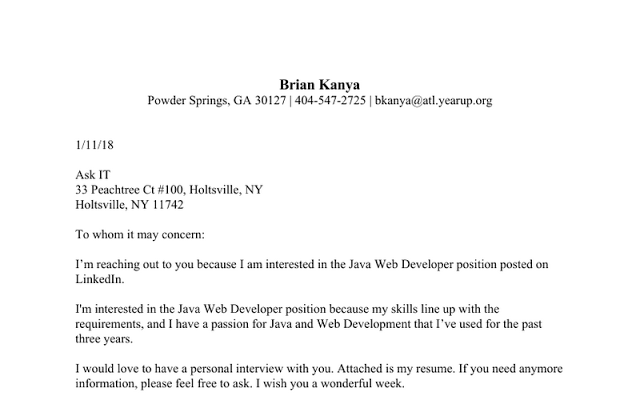 Brian Kanya
Powder Springs, GA 30127 | 404-547-2725 | bkanya@atl.yearup.org
1/11/18
Ask IT
33 Peachtree Ct #100, Holtsville, NY
Holtsville, NY 11742
To whom it may concern:
I’m reaching out to you because I am interested in the Java Web Developer position posted on
LinkedIn.
I'm interested in the Java Web Developer position because my skills line up with the
requirements, and I have a passion for Java and Web Development that I’ve used for the past
three years.
I would love to have a personal interview with you. Attached is my resume. If you need anymore
information, please feel free to ask. I wish you a wonderful week.